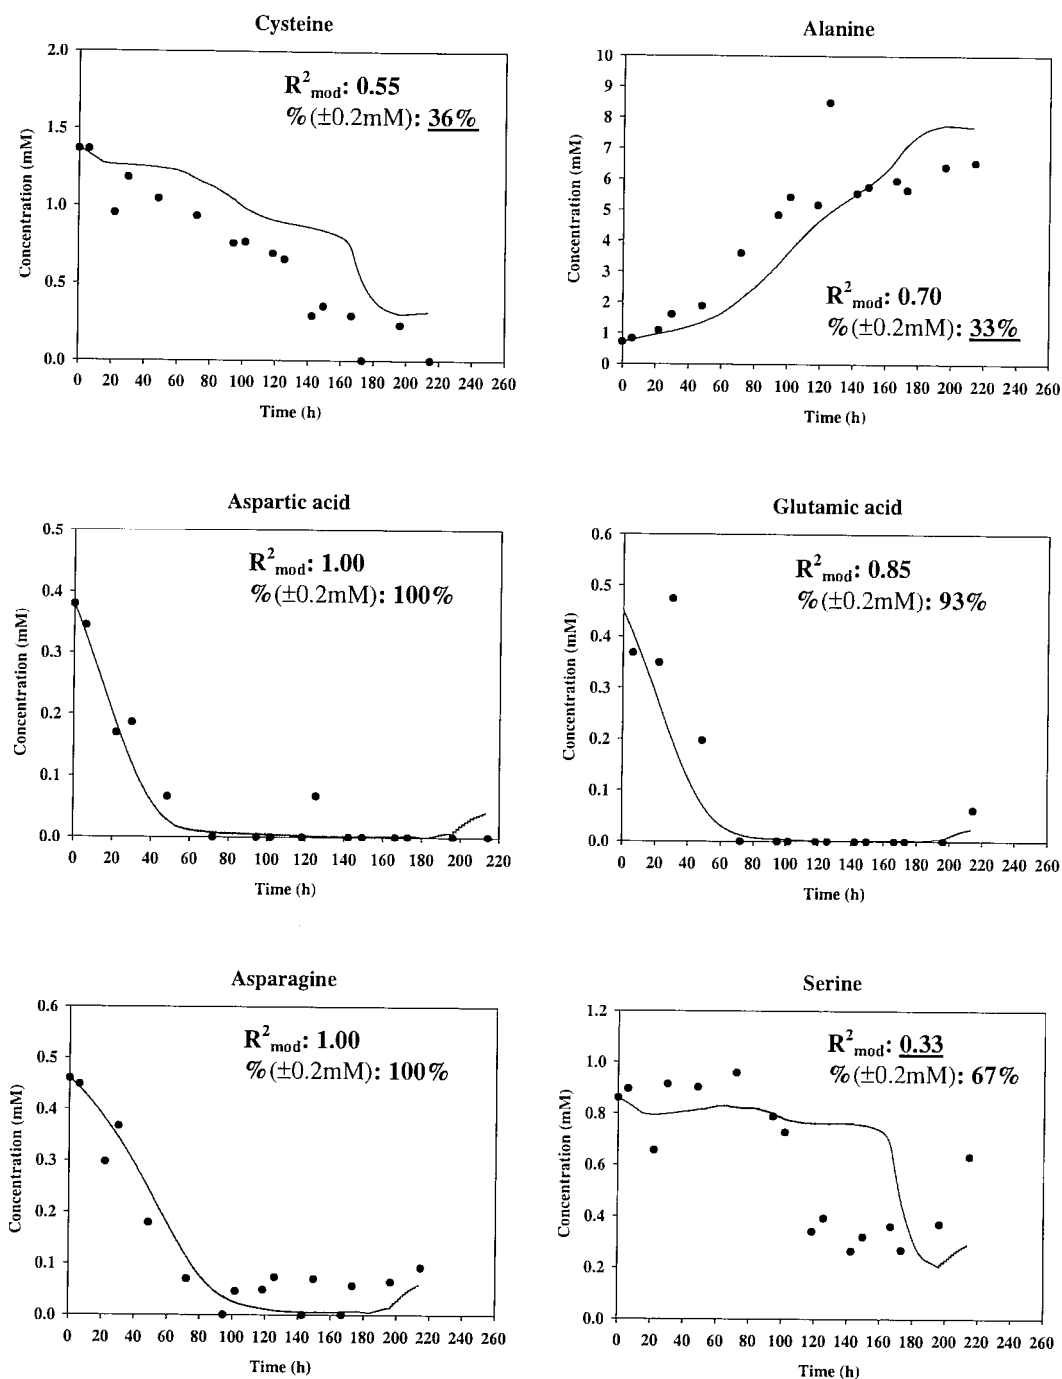 Cysteine
2.0
1.5
1.0
0.5
0.0
Concentration (mM)
R²mod: 0.55
%(±0.2mM): 36%
0 20 40 60 80 100 120 140 160 180 200 220 240 260
Time (h)
Alanine
10
9
8
7
6
5
4
3
2
1
0
Concentration (mM)
R²mod: 0.70
%(±0.2mM): 33%
0 20 40 60 80 100 120 140 160 180 200 220 240 260
Time (h)
Aspartic acid
0.5
0.4
0.3
0.2
0.1
0.0
Concentration (mM)
R²mod: 1.00
%(±0.2mM): 100%
0 20 40 60 80 100 120 140 160 180 200 220
Time (h)
Glutamic acid
0.6
0.5
0.4
0.3
0.2
0.1
0.0
Concentration (mM)
R²mod: 0.85
%(±0.2mM): 93%
0 20 40 60 80 100 120 140 160 180 200 220 240 260
Time (h)
Asparagine
0.6
0.5
0.4
0.3
0.2
0.1
0.0
Concentration (mM)
R²mod: 1.00
%(±0.2mM): 100%
0 20 40 60 80 100 120 140 160 180 200 220 240 260
Time (h)
Serine
1.2
1.0
0.8
0.6
0.4
0.2
0.0
Concentration (mM)
R²mod: 0.33
%(±0.2mM): 67%
0 20 40 60 80 100 120 140 160 180 200 220 240 260
Time (h)